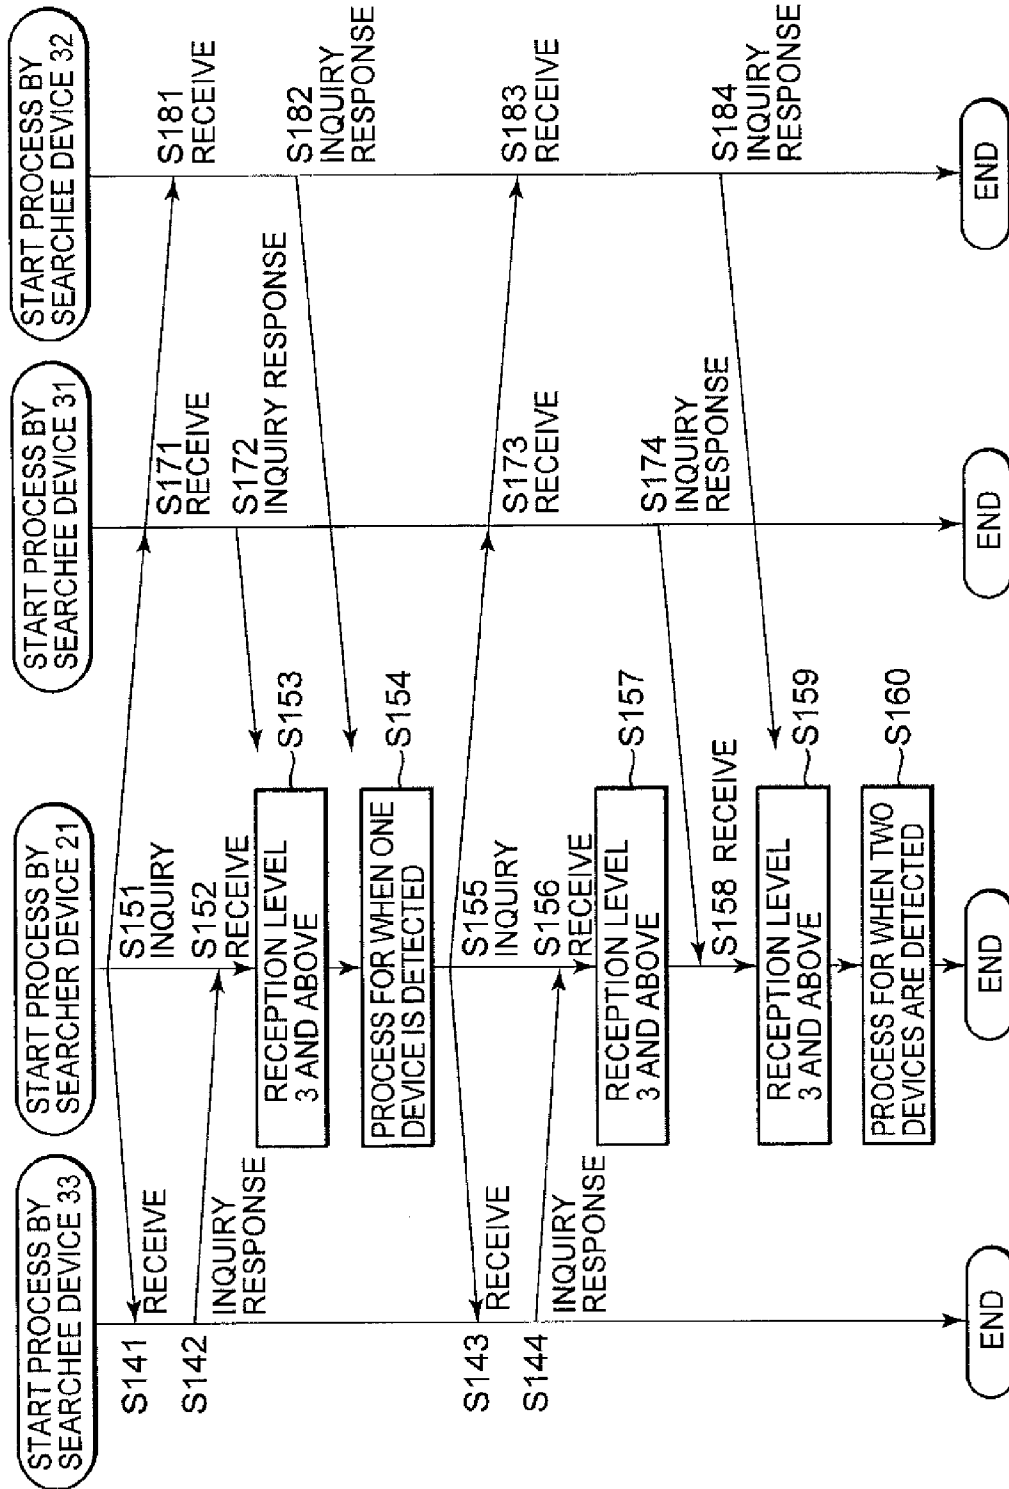 START PROCESS BY
SEARCHEE DEVICE 33
START PROCESS BY
SEARCHER DEVICE 21
START PROCESS BY
SEARCHEE DEVICE 31
START PROCESS BY
SEARCHEE DEVICE 32
S141
RECEIVE
S151
INQUIRY
S171
RECEIVE
S181
RECEIVE
S142
INQUIRY
RESPONSE
S152
RECEIVE
S172
INQUIRY RESPONSE
S182
INQUIRY
RESPONSE
RECEPTION LEVEL
3 AND ABOVE
S153
PROCESS FOR WHEN ONE
DEVICE IS DETECTED
S154
S143
RECEIVE
S155
INQUIRY
S173
RECEIVE
S183
RECEIVE
S144
INQUIRY
RESPONSE
S156
RECEIVE
RECEPTION LEVEL
3 AND ABOVE
S157
S174
INQUIRY
RESPONSE
S184
INQUIRY
RESPONSE
S158 RECEIVE
RECEPTION LEVEL
3 AND ABOVE
S159
PROCESS FOR WHEN TWO
DEVICES ARE DETECTED
S160
END
END
END
END